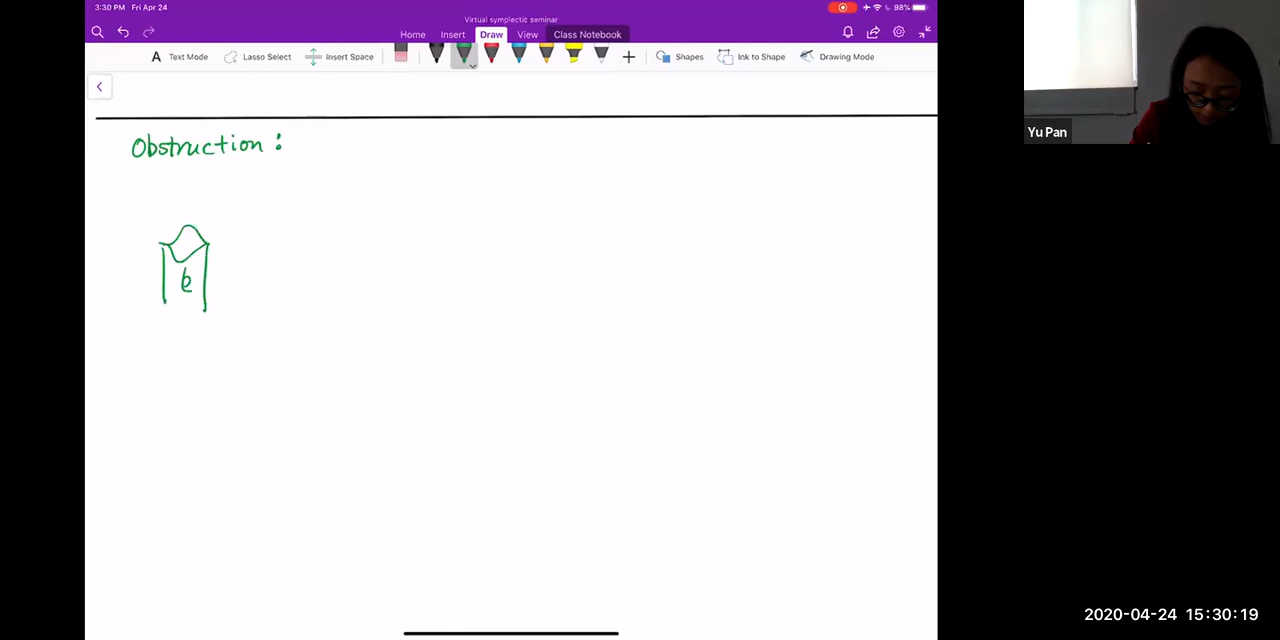 3:30 PM Fri Apr 24
98%
Virtual symplectic seminar
Home Insert Draw View Class Notebook
Text Mode Lasso Select Insert Space Shapes Ink to Shape Drawing Mode
Obstruction :
Yu Pan
2020-04-24 15:30:19